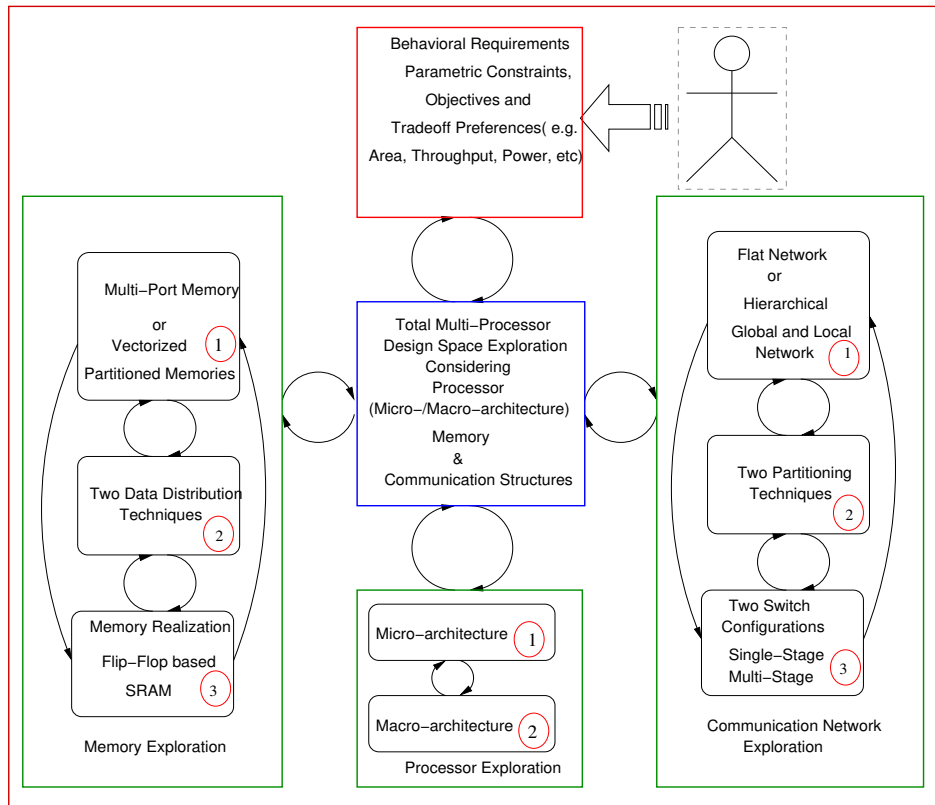 Behavioral Requirements
Parametric Constraints,
Objectives and
Tradeoff Preferences( e.g.
Area, Throughput, Power, etc)
Multi−Port Memory
or
Vectorized
1
Partitioned Memories
Two Data Distribution
Techniques
2
Memory Realization
Flip−Flop based
SRAM
3
Memory Exploration
Total Multi−Processor
Design Space Exploration
Considering
Processor
(Micro−/Macro−architecture)
Memory
&
Communication Structures
Micro−architecture
1
Macro−architecture
2
Processor Exploration
Flat Network
or
Hierarchical
Global and Local
Network
1
Two Partitioning
Techniques
2
Two Switch
Configurations
Single−Stage
Multi−Stage
3
Communication Network
Exploration